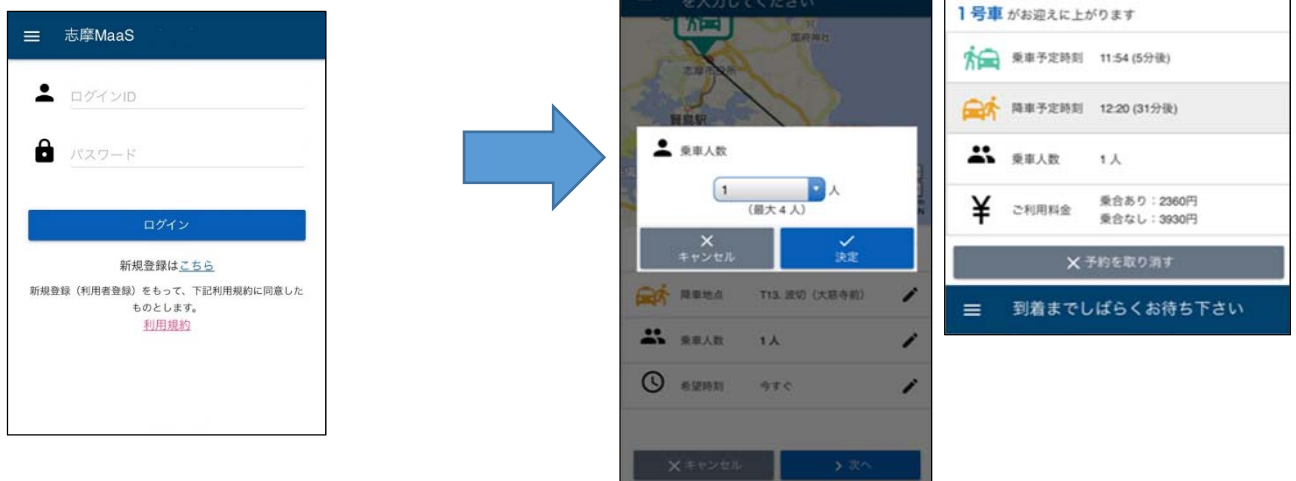 志摩MaaS
ログインID
パスワード
ログイン
新規登録はこちら
新規登録（利用者登録）をもって、下記利用規約に同意した
ものとします。
利用規約
を入力してください
国府神社
志摩市役所
賢島駅
乗車人数
1 人
(最大 4 人)
キャンセル
決定
降車地点 T13. 波切（大慈寺前）
乗車人数 1人
希望時刻 今すぐ
キャンセル
次へ
1号車 がお迎えに上がります
乗車予定時刻 11:54 (5分後)
降車予定時刻 12:20 (31分後)
乗車人数 1人
ご利用料金 乗合あり：2360円
乗合なし：3930円
予約を取り消す
到着までしばらくお待ち下さい